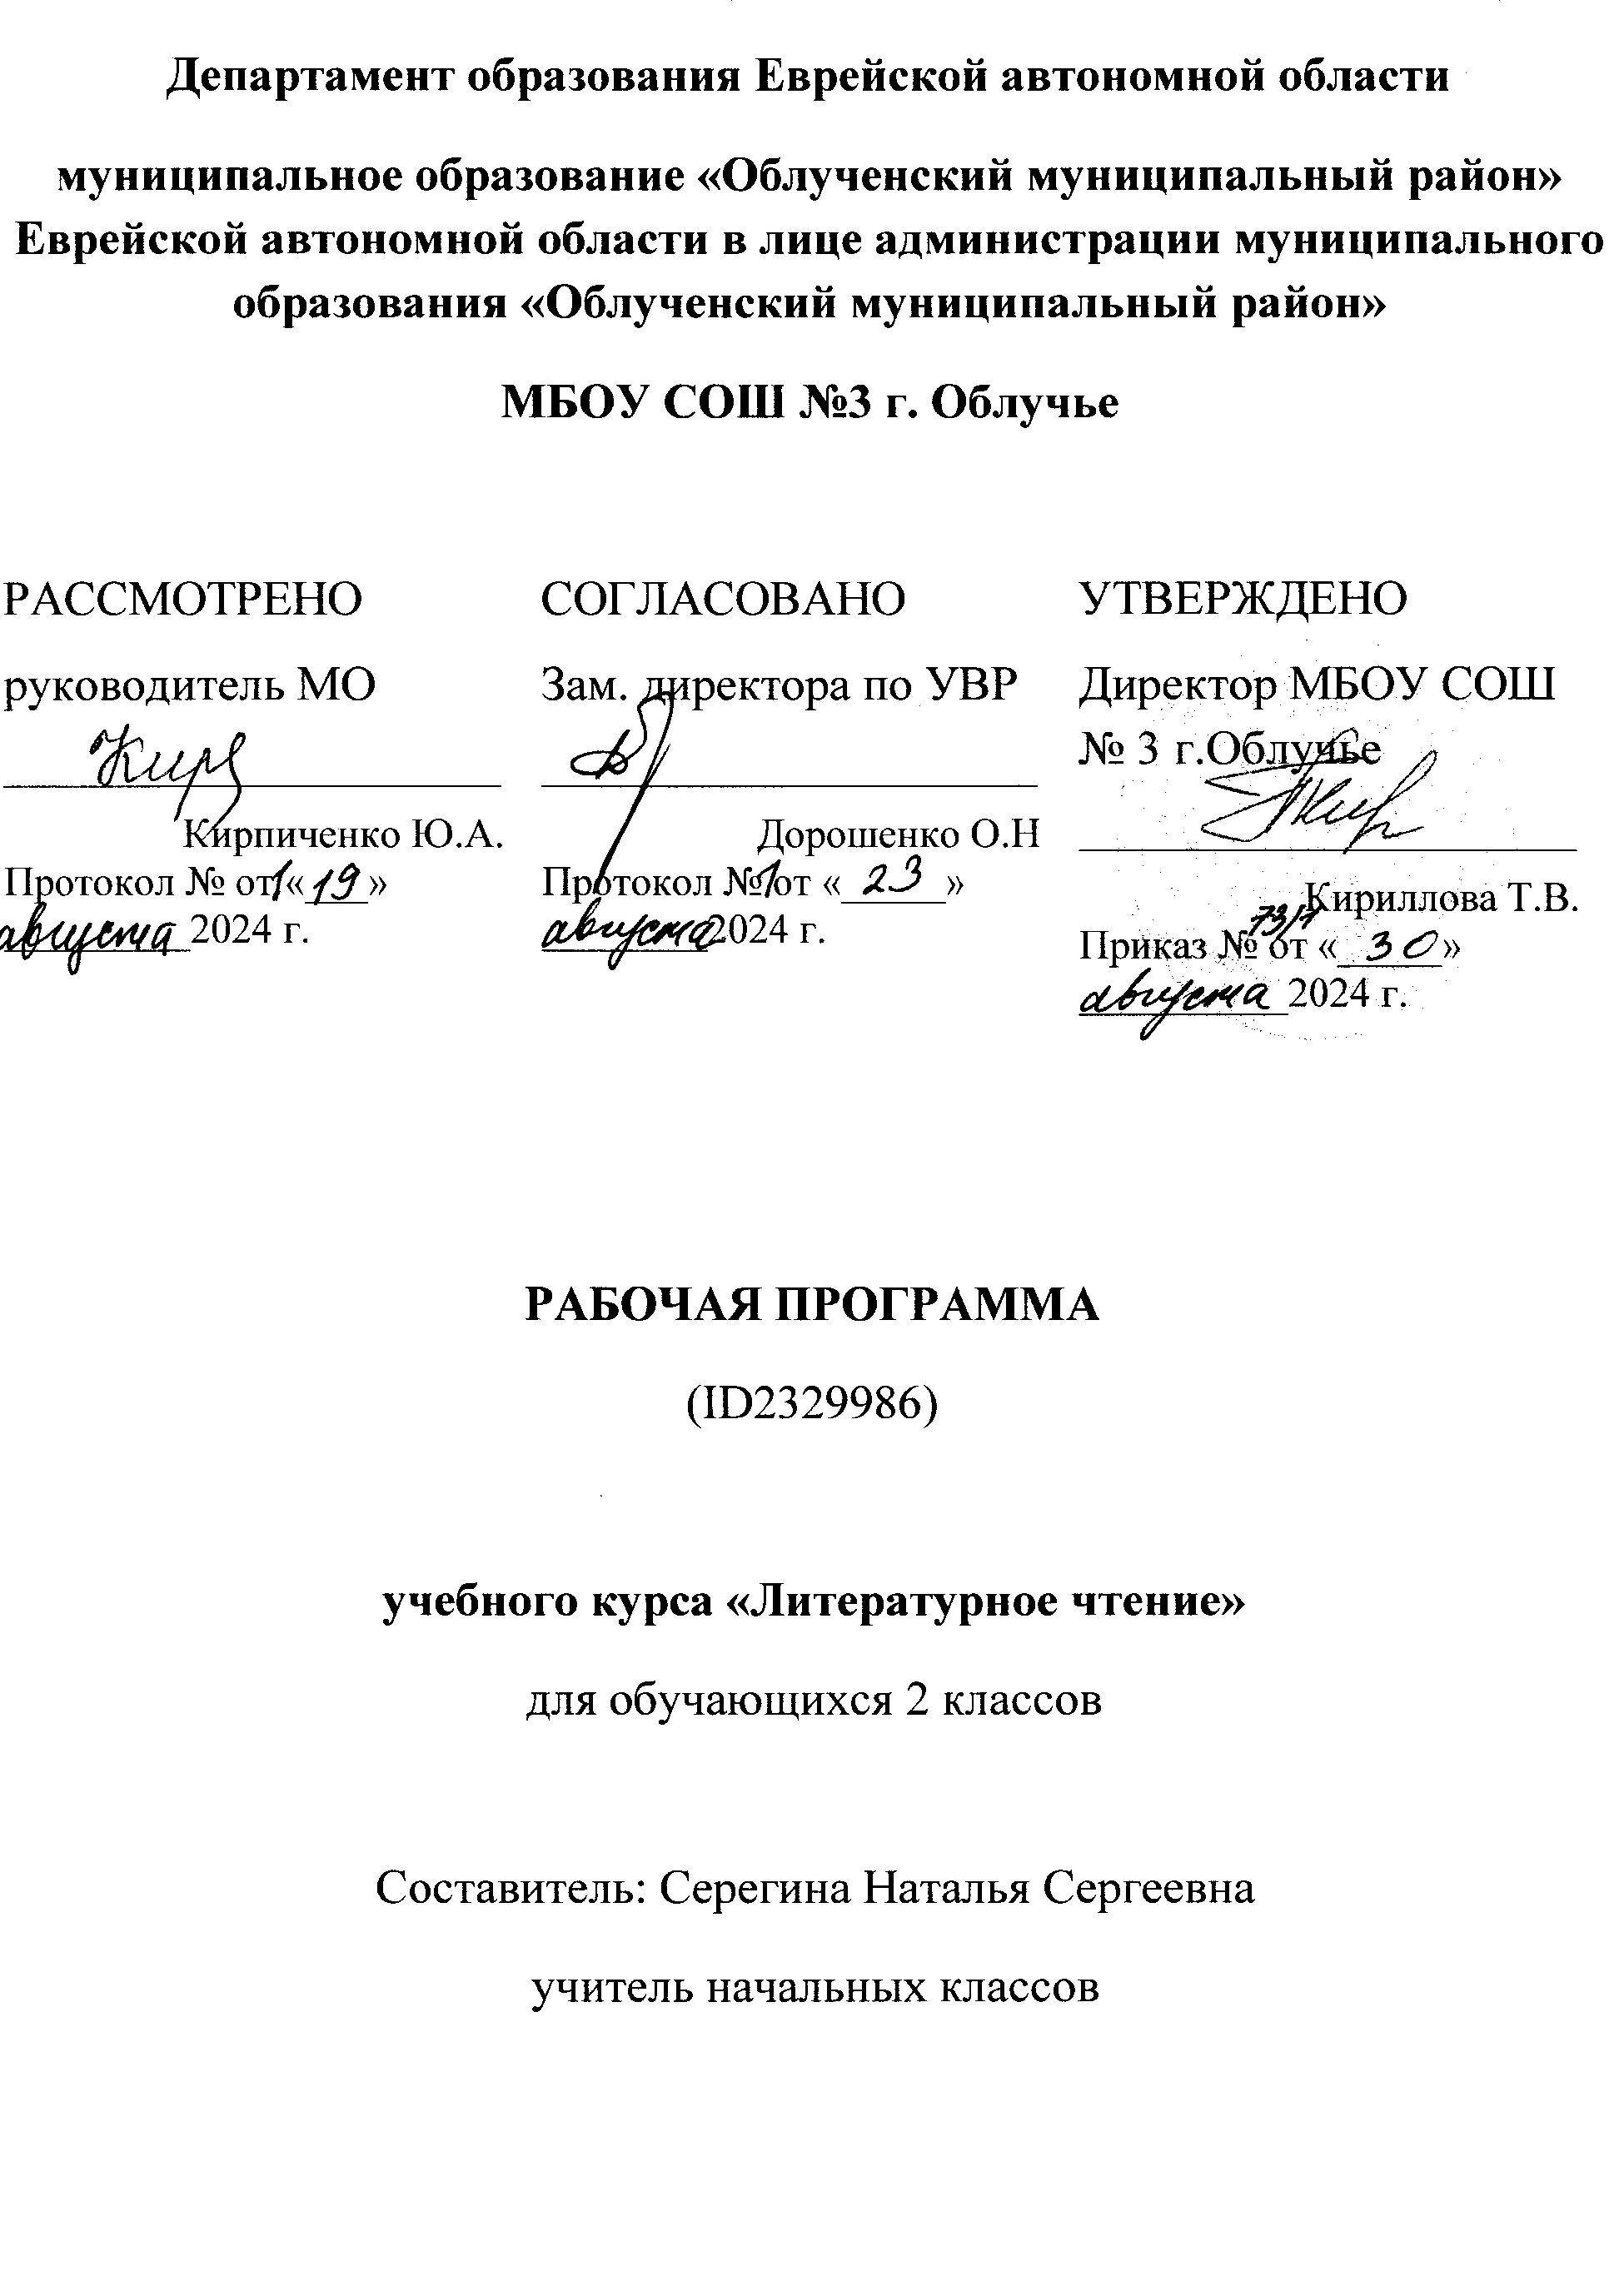 Департамент образования Еврейской автономной области
муниципальное образование «Облученский муниципальный район»
Еврейской автономной области в лице администрации муниципального
образования «Облученский муниципальный район»
МБОУ СОШ №3 г. Облучье
РАССМОТРЕНО
руководитель МО
Кирпиченко Ю.А.
Протокол № 1 от «19»
августа 2024 г.
СОГЛАСОВАНО
Зам. директора по УВР
Дорошенко О.Н
Протокол №1 от «23»
августа 2024 г.
УТВЕРЖДЕНО
Директор МБОУ СОШ
№ 3 г.Облучье
Кириллова Т.В.
Приказ № 73/1 от «30»
августа 2024 г.
РАБОЧАЯ ПРОГРАММА
(ID2329986)
учебного курса «Литературное чтение»
для обучающихся 2 классов
Составитель: Серегина Наталья Сергеевна
учитель начальных классов